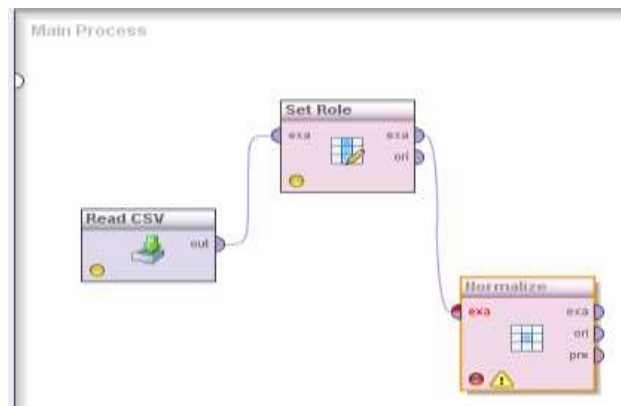 Main Process
Set Role
exa exa
ori
Read CSV
out
Normalize
exa exa
ori
pre